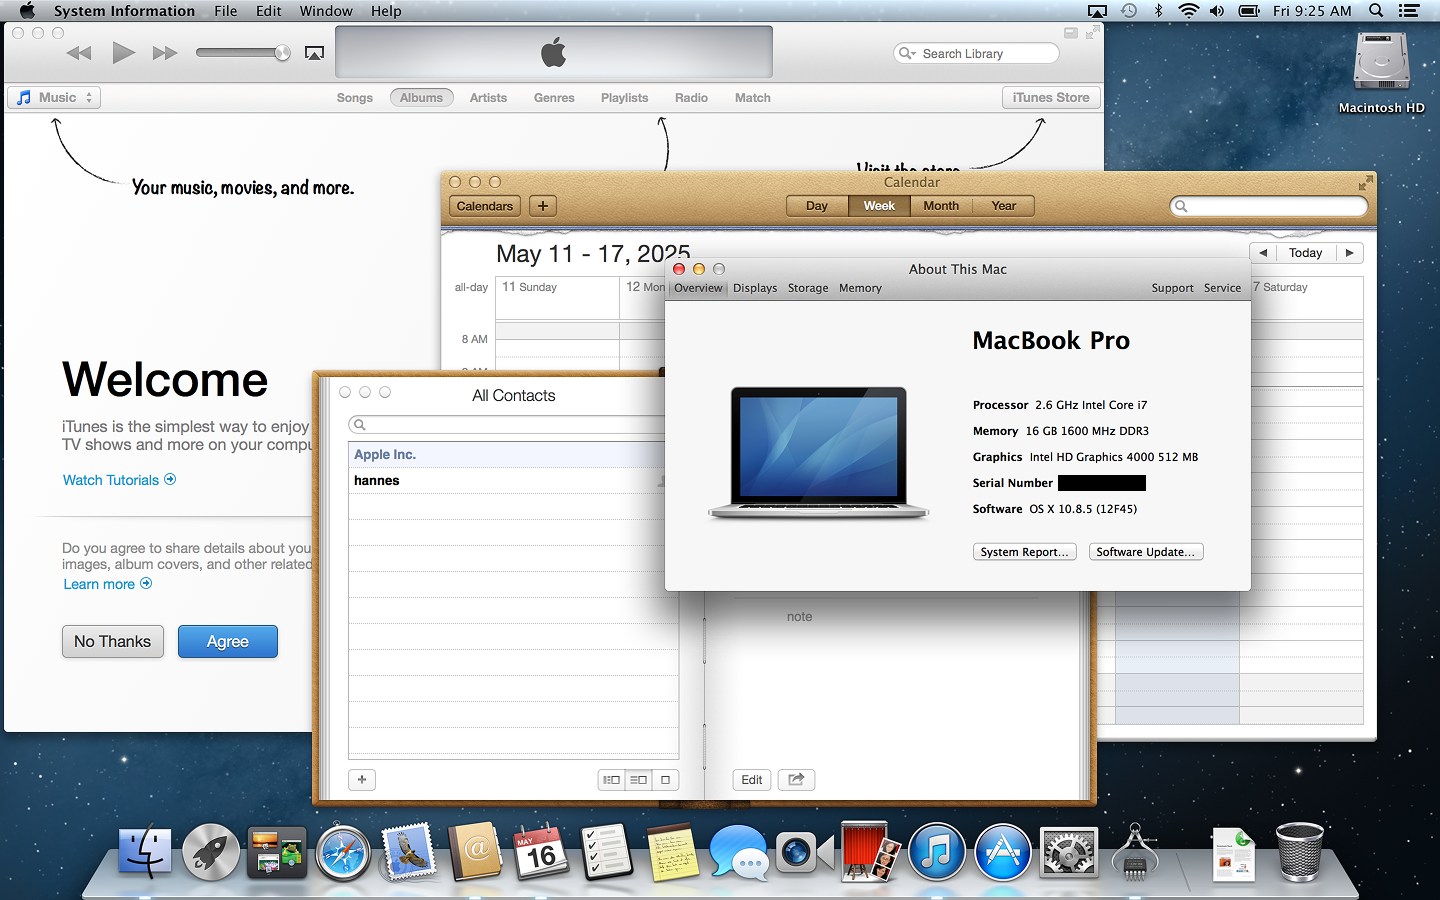 System Information File Edit Window Help
Fri 9:25 AM
Search Library
Music
Songs Albums Artists Genres Playlists Radio Match
iTunes Store
Macintosh HD
Your music, movies, and more.
Visit the store
Calendar
Calendars + Day Week Month Year
May 11 - 17, 2025
Today
all-day 11 Sunday 12 Mon 7 Saturday
8 AM
About This Mac
Overview Displays Storage Memory Support Service
MacBook Pro
Processor 2.6 GHz Intel Core i7
Memory 16 GB 1600 MHz DDR3
Graphics Intel HD Graphics 4000 512 MB
Serial Number
Software OS X 10.8.5 (12F45)
System Report... Software Update...
Welcome
iTunes is the simplest way to enjoy
TV shows and more on your compu
Watch Tutorials
Do you agree to share details about you
images, album covers, and other related
Learn more
No Thanks Agree
All Contacts
Apple Inc.
hannes
note
+ Edit
MAY
16